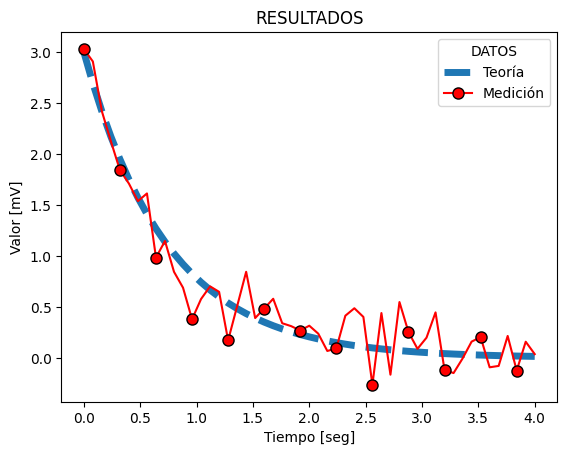 RESULTADOS
DATOS
Teoría
Medición
Valor [mV]
3.0
2.5
2.0
1.5
1.0
0.5
0.0
0.0 0.5 1.0 1.5 2.0 2.5 3.0 3.5 4.0
Tiempo [seg]